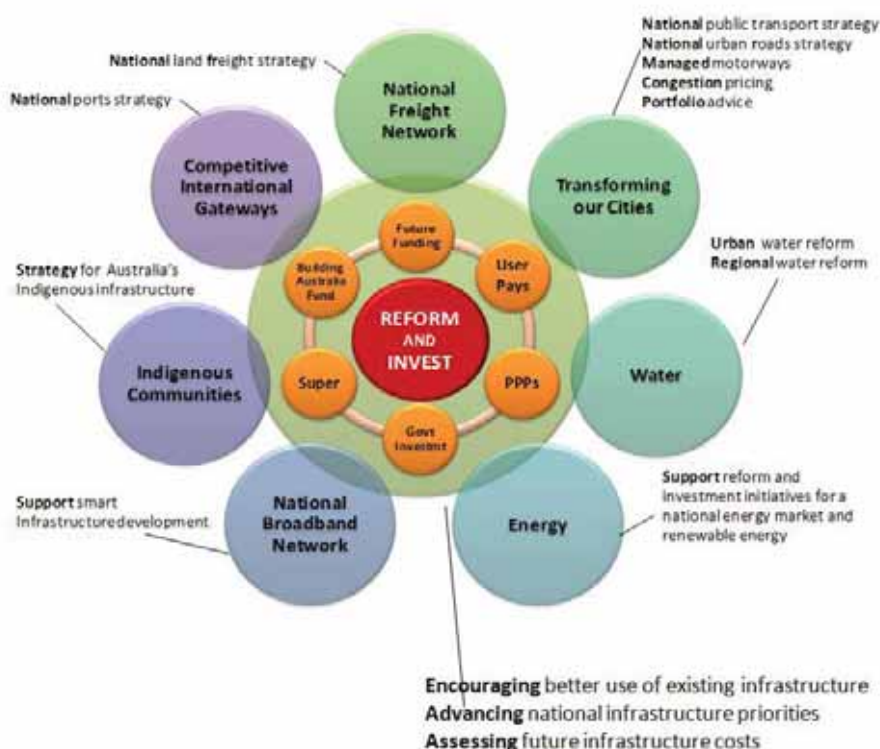 National public transport strategy
National urban roads strategy
Managed motorways
Congestion pricing
Portfolio advice
National land freight strategy
National ports strategy
National
Freight
Network
Competitive
International
Gateways
Transforming
our Cities
Urban water reform
Regional water reform
Strategy for Australia's
Indigenous infrastructure
Future
Funding
Building
Australia
Fund
User
Pays
REFORM
AND
INVEST
Super
PPPs
Govt
Investmt
Indigenous
Communities
Water
Support smart
Infrastructure development
National
Broadband
Network
Energy
Support reform and
investment initiatives for a
national energy market and
renewable energy
Encouraging better use of existing infrastructure
Advancing national infrastructure priorities
Assessing future infrastructure costs